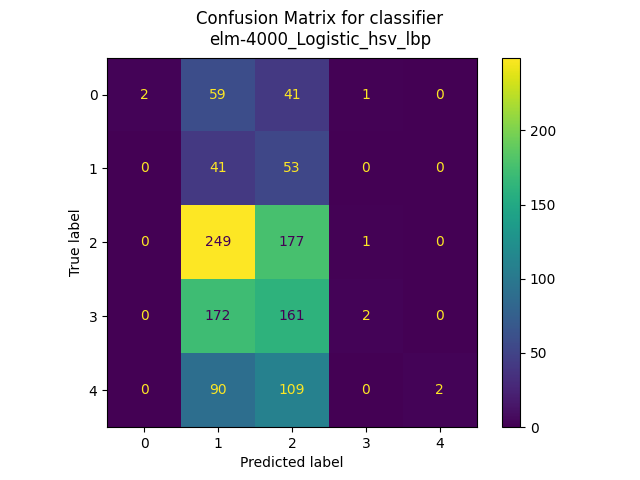 Confusion Matrix for classifier
elm-4000_Logistic_hsv_lbp
0 2 59 41 1 0
1 0 41 53 0 0
2 0 249 177 1 0
3 0 172 161 2 0
4 0 90 109 0 2
0 1 2 3 4
True label
Predicted label
200
150
100
50
0